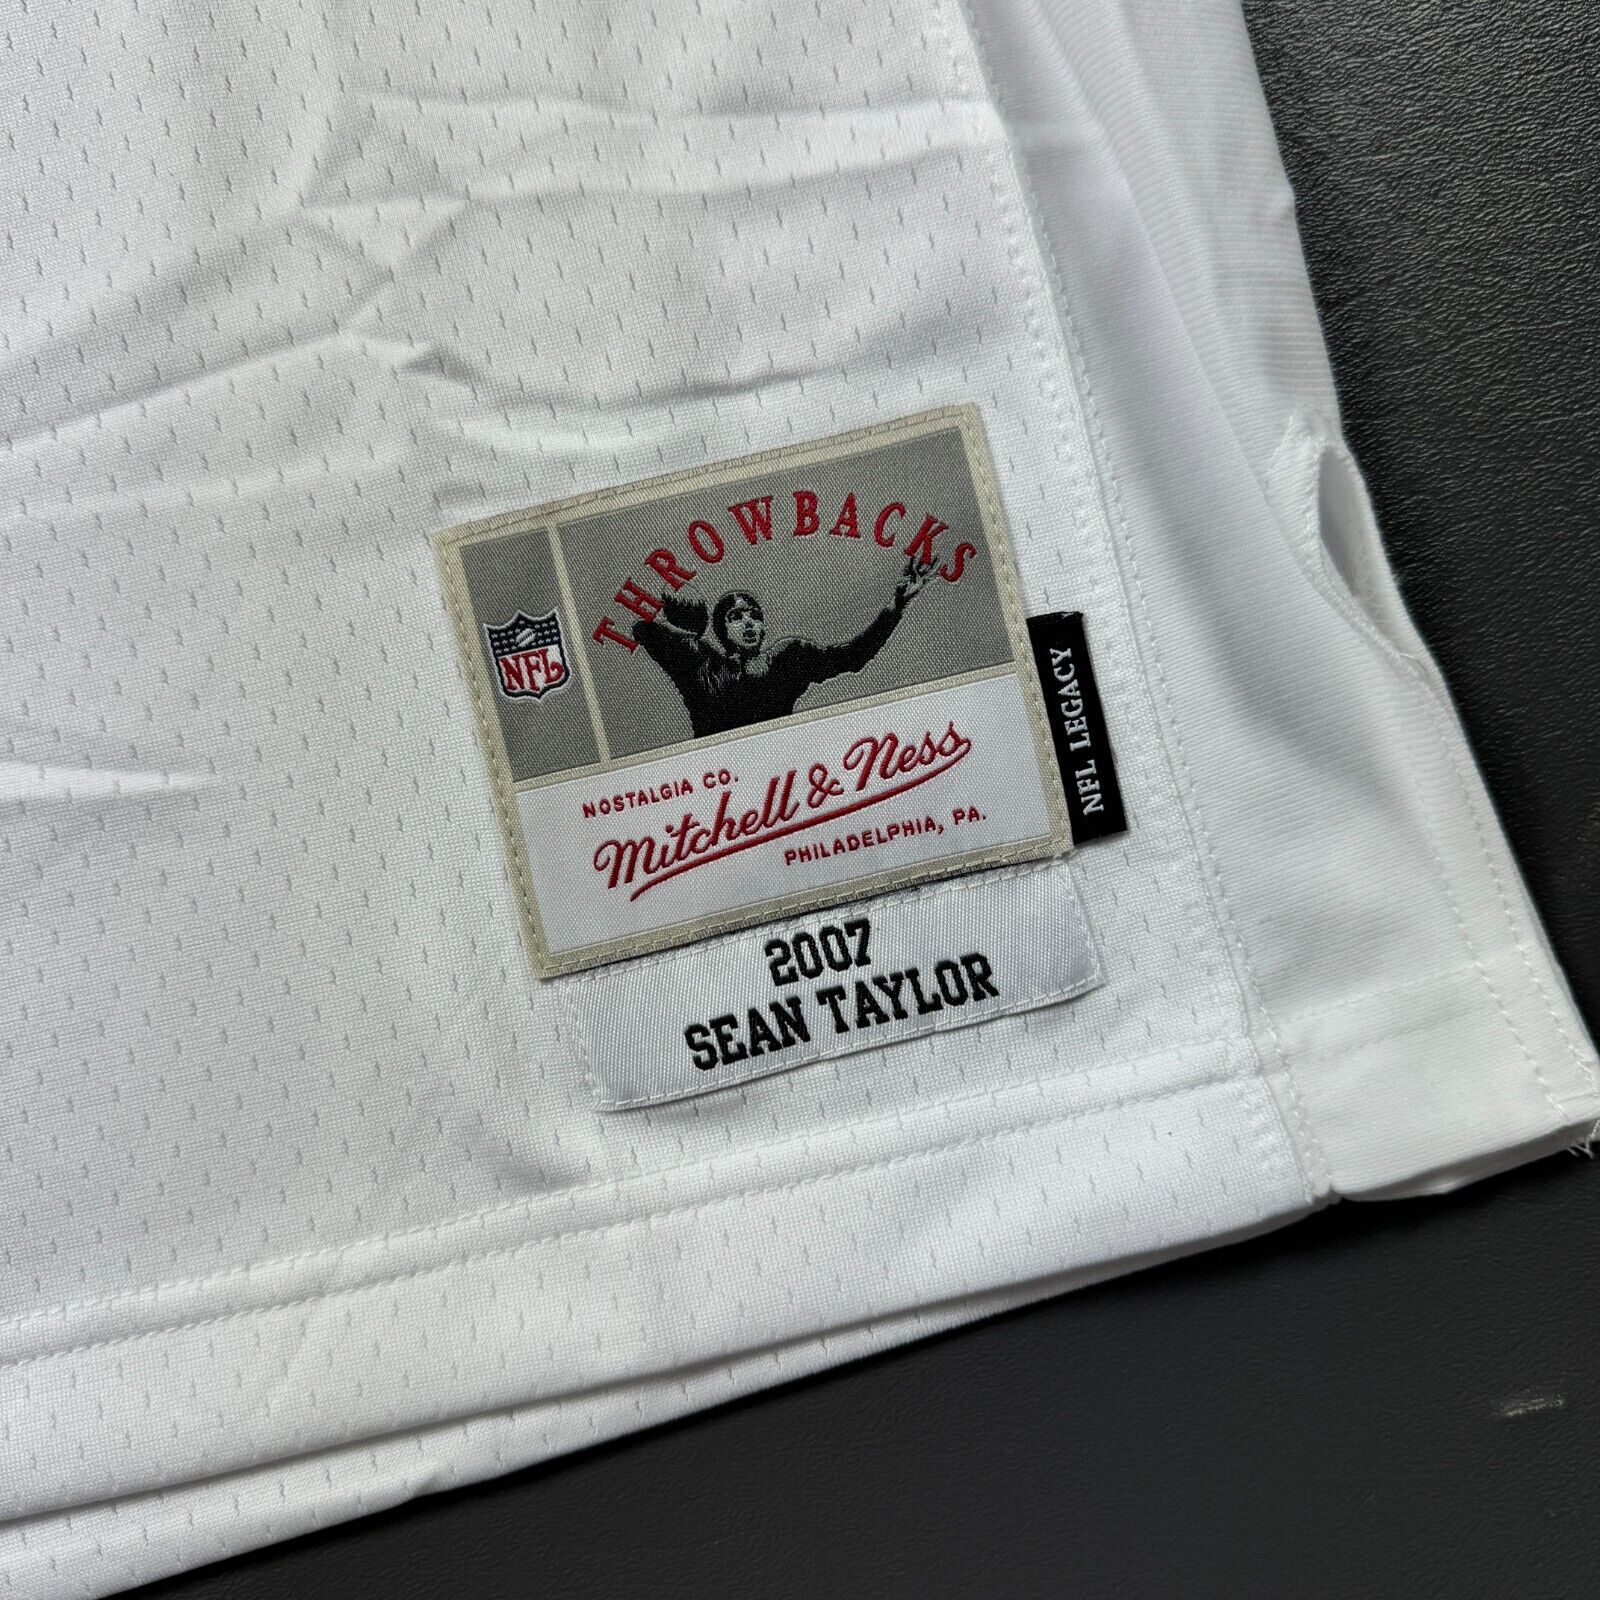 THROWBACKS
NFL
NOSTALGIA CO.
Mitchell & Ness
PHILADELPHIA, PA.
NFL LEGACY
2007
SEAN TAYLOR